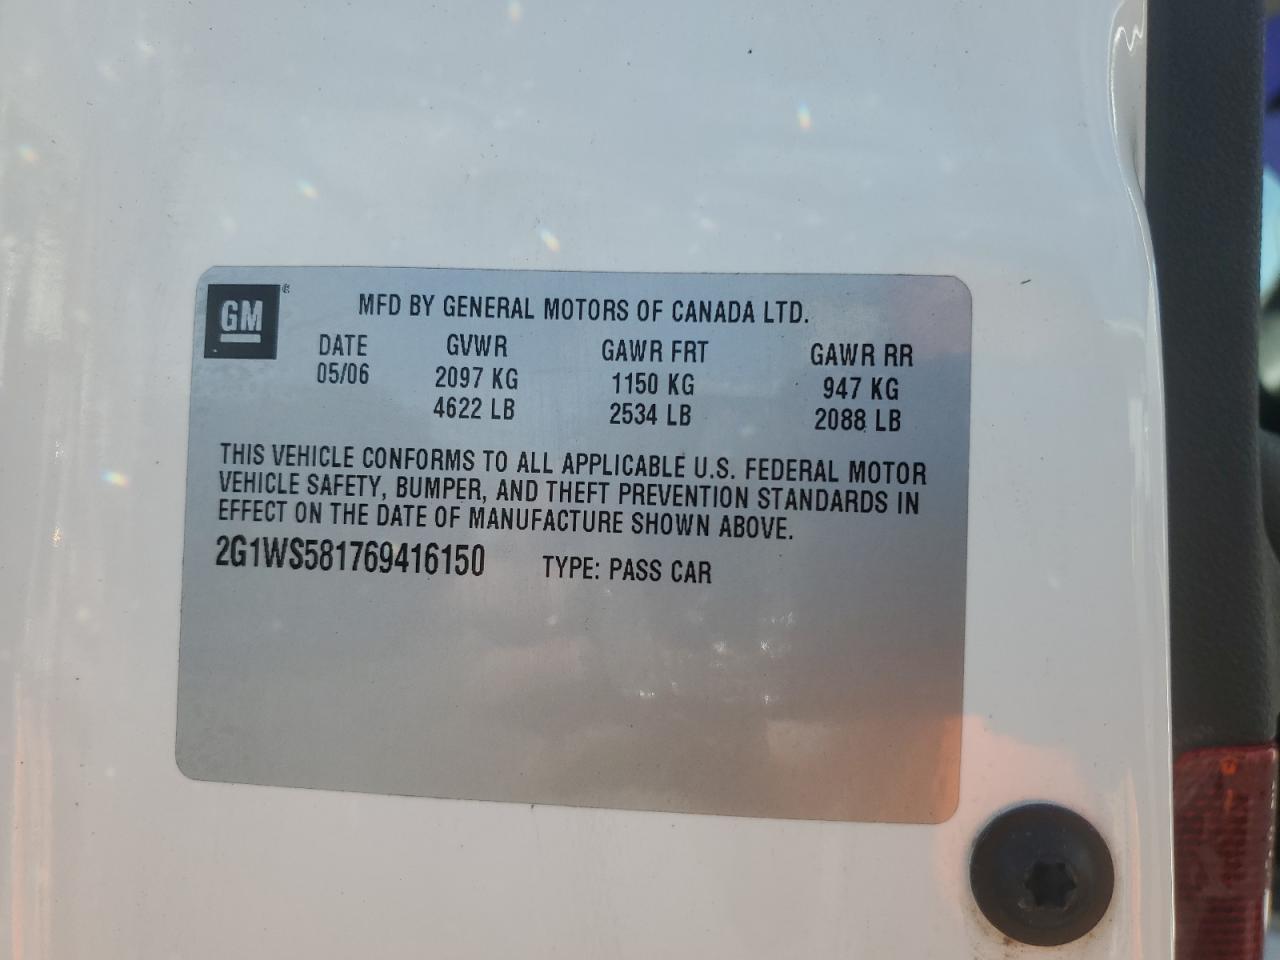 GM®
MFD BY GENERAL MOTORS OF CANADA LTD.
DATE GVWR GAWR FRT GAWR RR
05/06 2097 KG 1150 KG 947 KG
4622 LB 2534 LB 2088 LB
THIS VEHICLE CONFORMS TO ALL APPLICABLE U.S. FEDERAL MOTOR
VEHICLE SAFETY, BUMPER, AND THEFT PREVENTION STANDARDS IN
EFFECT ON THE DATE OF MANUFACTURE SHOWN ABOVE.
2G1WS581769416150 TYPE: PASS CAR